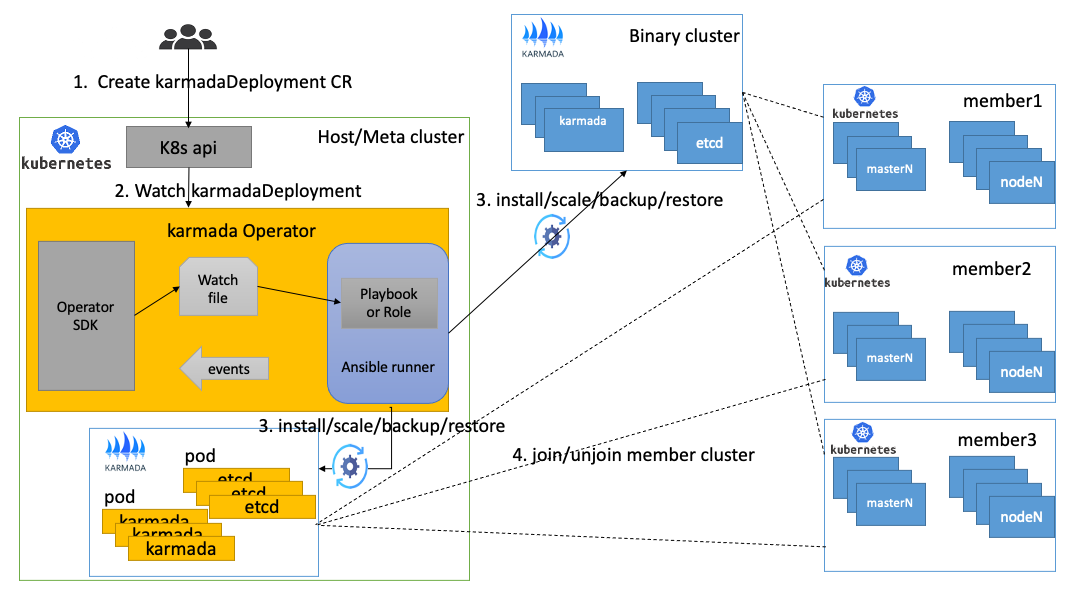 1. Create karmadaDeployment CR
kubernetes
Host/Meta cluster
K8s api
2. Watch karmadaDeployment
karmada Operator
Operator
SDK
Watch
file
Playbook
or Role
events
Ansible runner
3. install/scale/backup/restore
KARMADA
pod
etcd
etcd
etcd
pod
karmada
karmada
karmada
KARMADA
Binary cluster
karmada
etcd
3. install/scale/backup/restore
4. join/unjoin member cluster
kubernetes
member1
masterN
nodeN
kubernetes
member2
masterN
nodeN
kubernetes
member3
masterN
nodeN